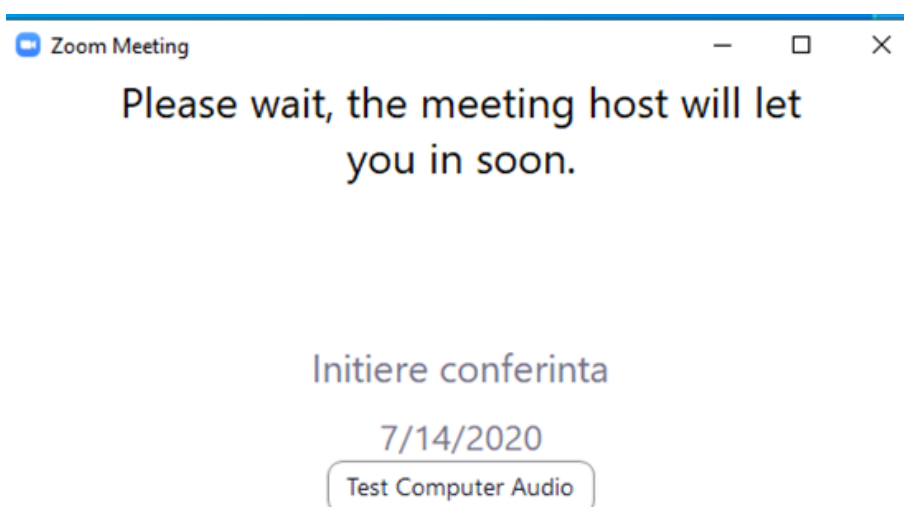 Zoom Meeting
Please wait, the meeting host will let
you in soon.
Initiere conferinta
7/14/2020
Test Computer Audio